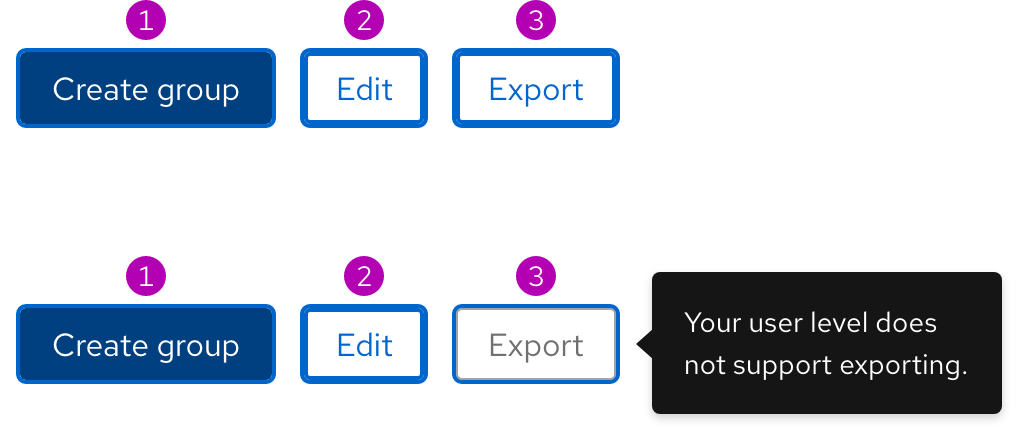 1 2 3
Create group Edit Export
1 2 3
Create group Edit Export
Your user level does
not support exporting.